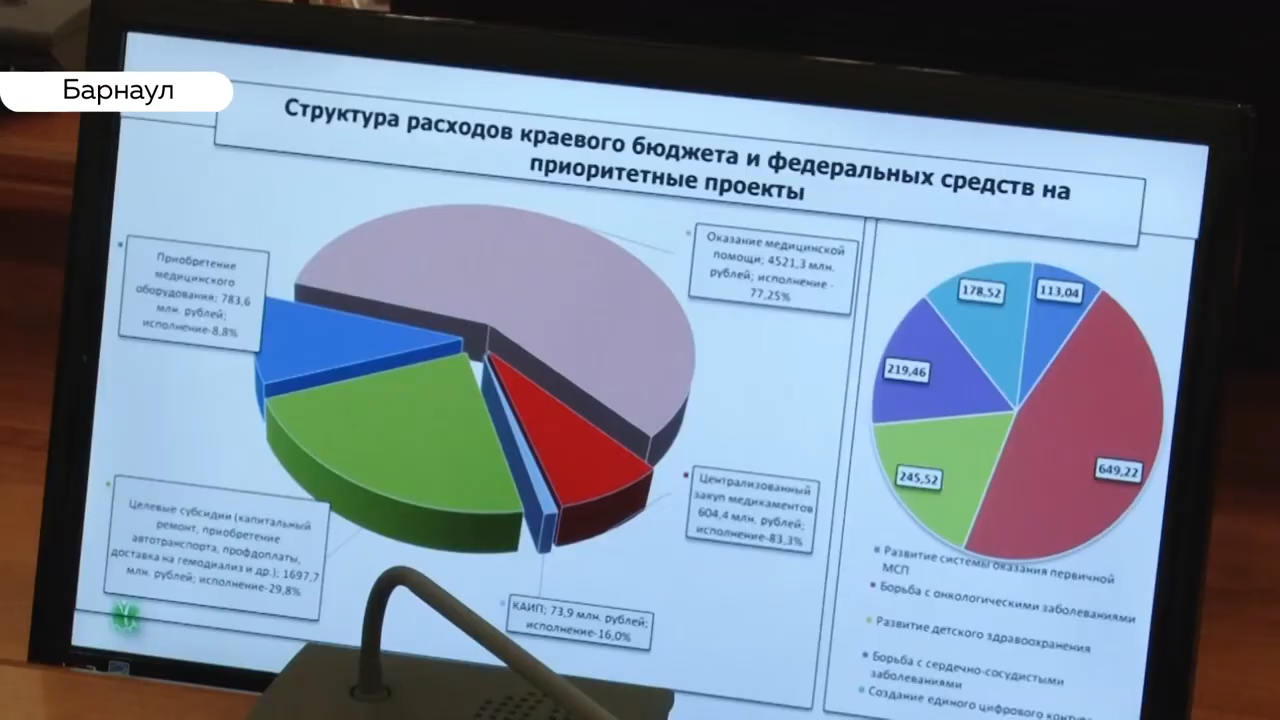 Барнаул
Структура расходов краевого бюджета и федеральных средств на
приоритетные проекты
Приобретение
медицинского
оборудования; 783,6
млн. рублей;
исполнение-8,8%
Оказание медицинской
помощи; 4521,3 млн.
рублей; исполнение -
77,25%
Целевые субсидии (капитальный
ремонт, приобретение
автотранспорта, профдоплаты,
доставка на гемодиализ и др.); 1697,7
млн. рублей; исполнение-29,8%
КАИП; 73,9 млн. рублей;
исполнение-16,0%
Централизованный
закуп медикаментов
604,4 млн. рублей;
исполнение-83,3%
178,52
113,04
219,46
245,52
649,22
Развитие системы оказания первичной
МСП
Борьба с онкологическими заболеваниями
Развитие детского здравоохранения
Борьба с сердечно-сосудистыми
заболеваниями
Создание единого цифрового